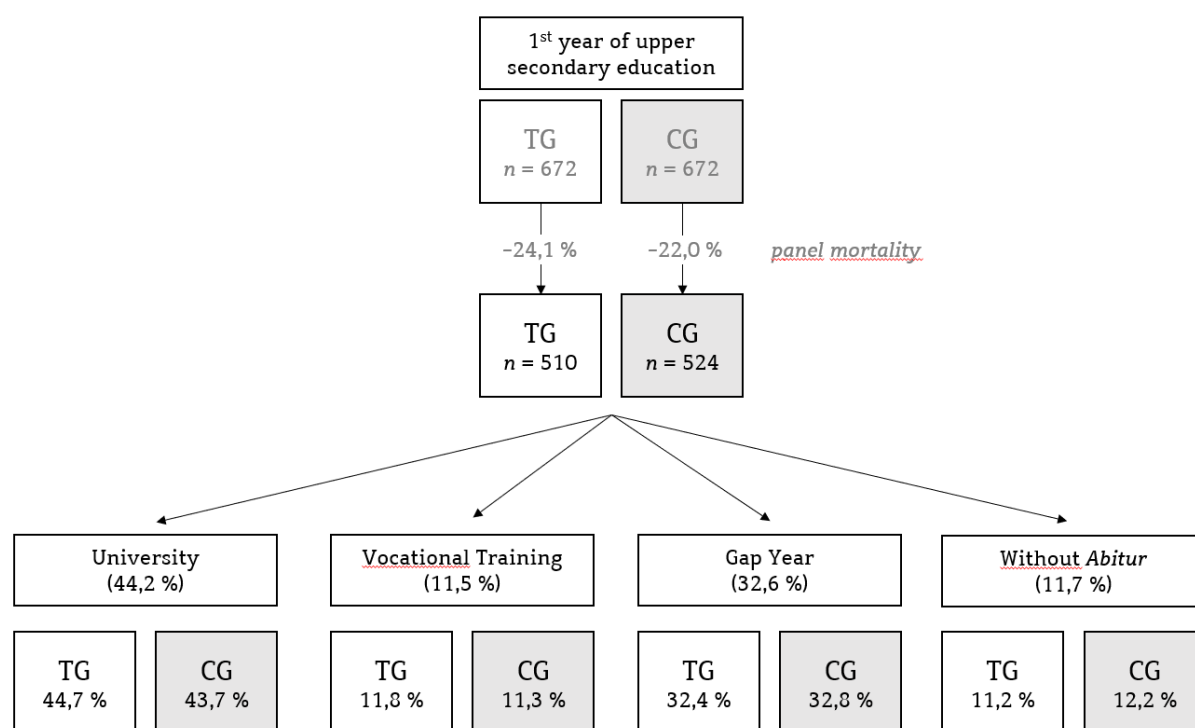 1st year of upper
secondary education
TG
n = 672
CG
n = 672
–24,1 %
–22,0 %
panel mortality
TG
n = 510
CG
n = 524
University
(44,2 %)
Vocational Training
(11,5 %)
Gap Year
(32,6 %)
Without Abitur
(11,7 %)
TG
44,7 %
CG
43,7 %
TG
11,8 %
CG
11,3 %
TG
32,4 %
CG
32,8 %
TG
11,2 %
CG
12,2 %